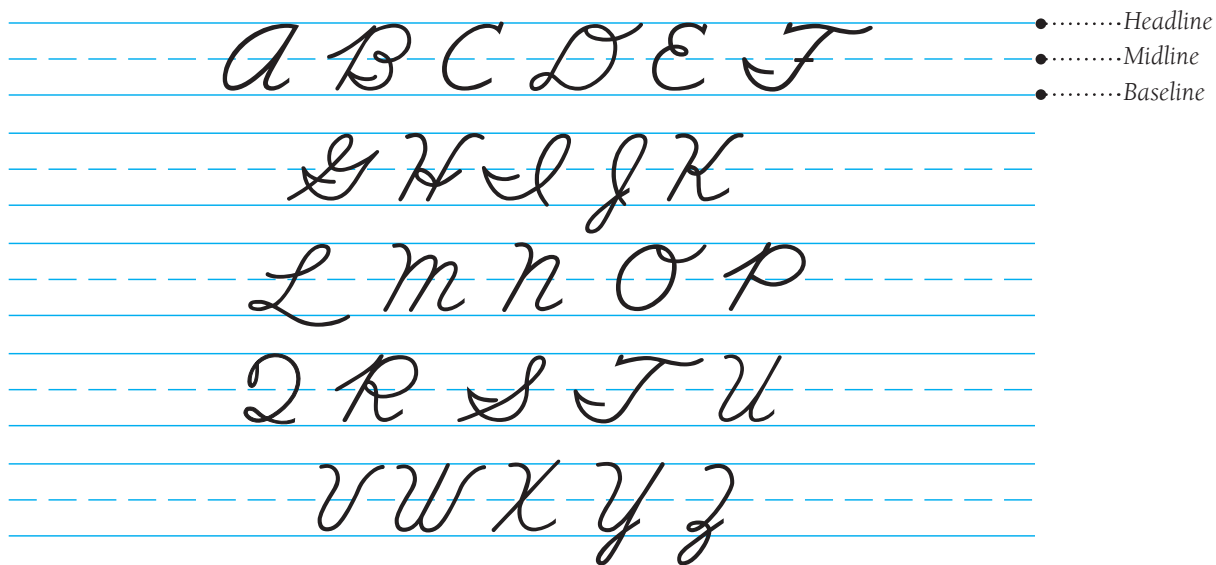 A B C D E F
Headline
Midline
Baseline
G H I J K
L M N O P
Q R S T U
V W X Y Z